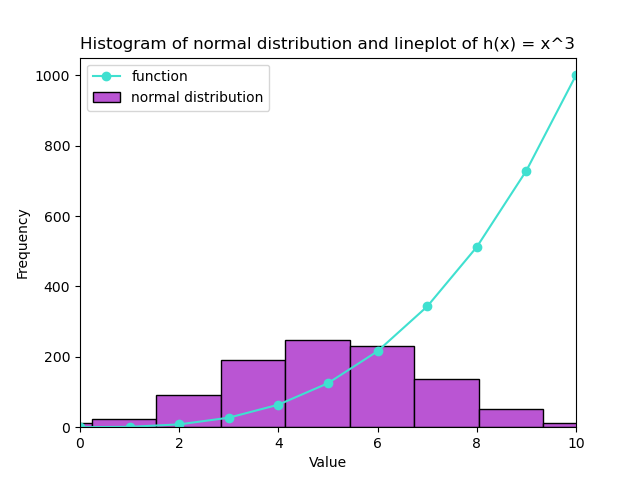 Histogram of normal distribution and lineplot of h(x) = x^3
function
normal distribution
1000
800
600
400
200
0
Frequency
0 2 4 6 8 10
Value